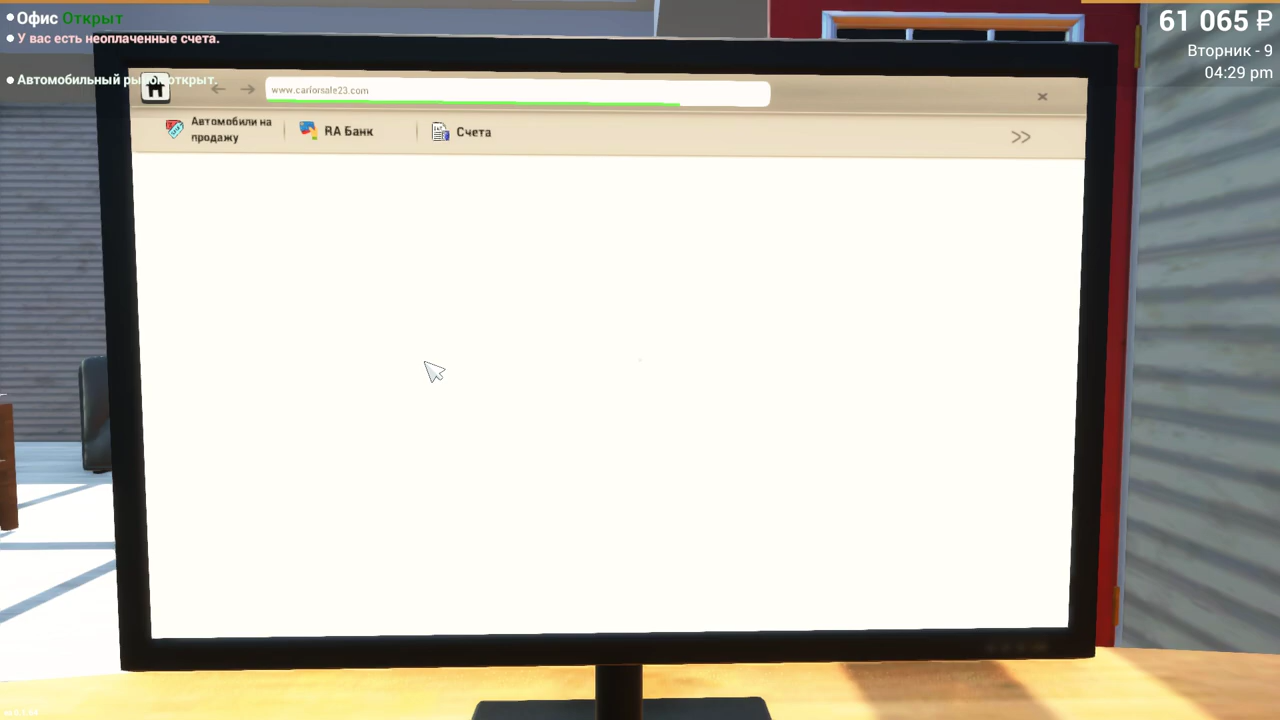 Офис Открыт
У вас есть неоплаченные счета.
Автомобильный рынок открыт.
61 065 ₽
Вторник - 9
04:29 pm
www.carforsale23.com
Автомобили на
продажу
RA Банк
Счета